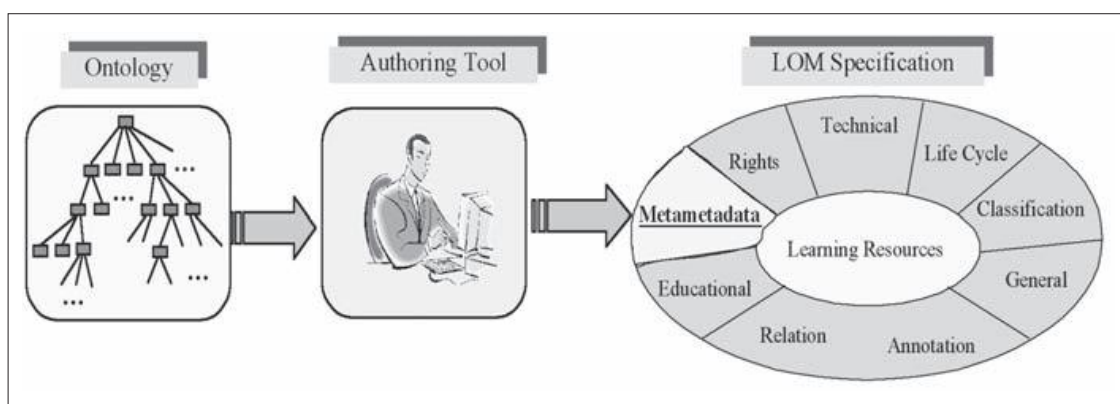 Ontology
Authoring Tool
LOM Specification
Technical
Rights
Life Cycle
Metametadata
Classification
Learning Resources
Educational
General
Relation
Annotation